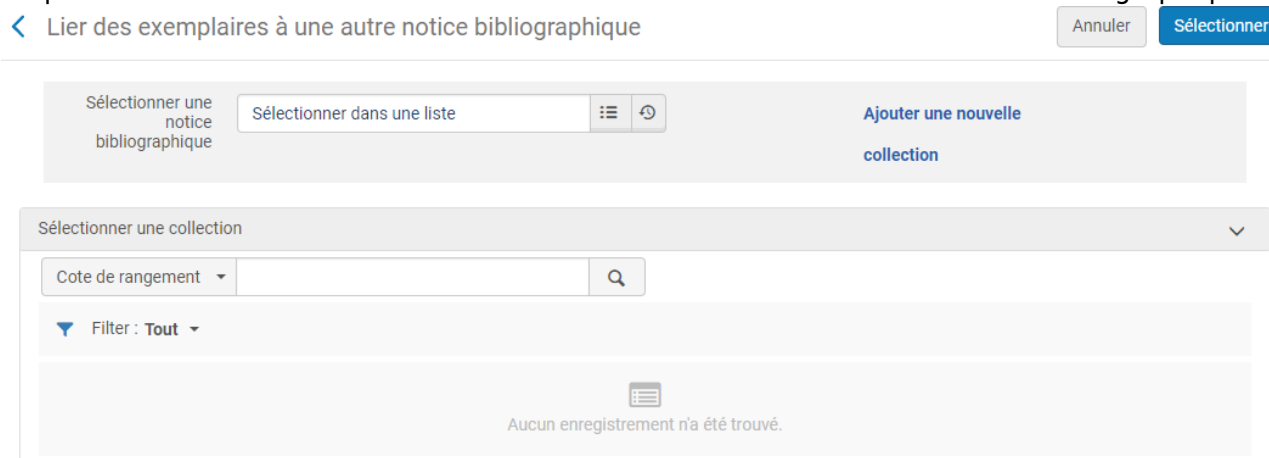 Lier des exemplaires à une autre notice bibliographique
Annuler
Sélectionner
Sélectionner une
notice
bibliographique
Sélectionner dans une liste
Ajouter une nouvelle
collection
Sélectionner une collection
Cote de rangement
Filter : Tout
Aucun enregistrement n'a été trouvé.